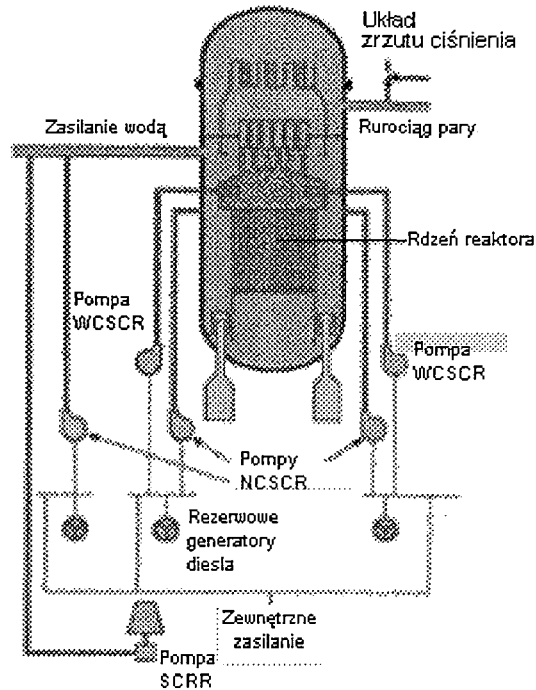 Układ
zrzutu ciśnienia
Zasilanie wodą
Rurociąg pary
Rdzeń reaktora
Pompa
WCSCR
Pompa
WCSCR
Pompy
NCSCR
Rezerwowe
generatory
diesla
Zewnętrzne
zasilanie
Pompa
SCRR